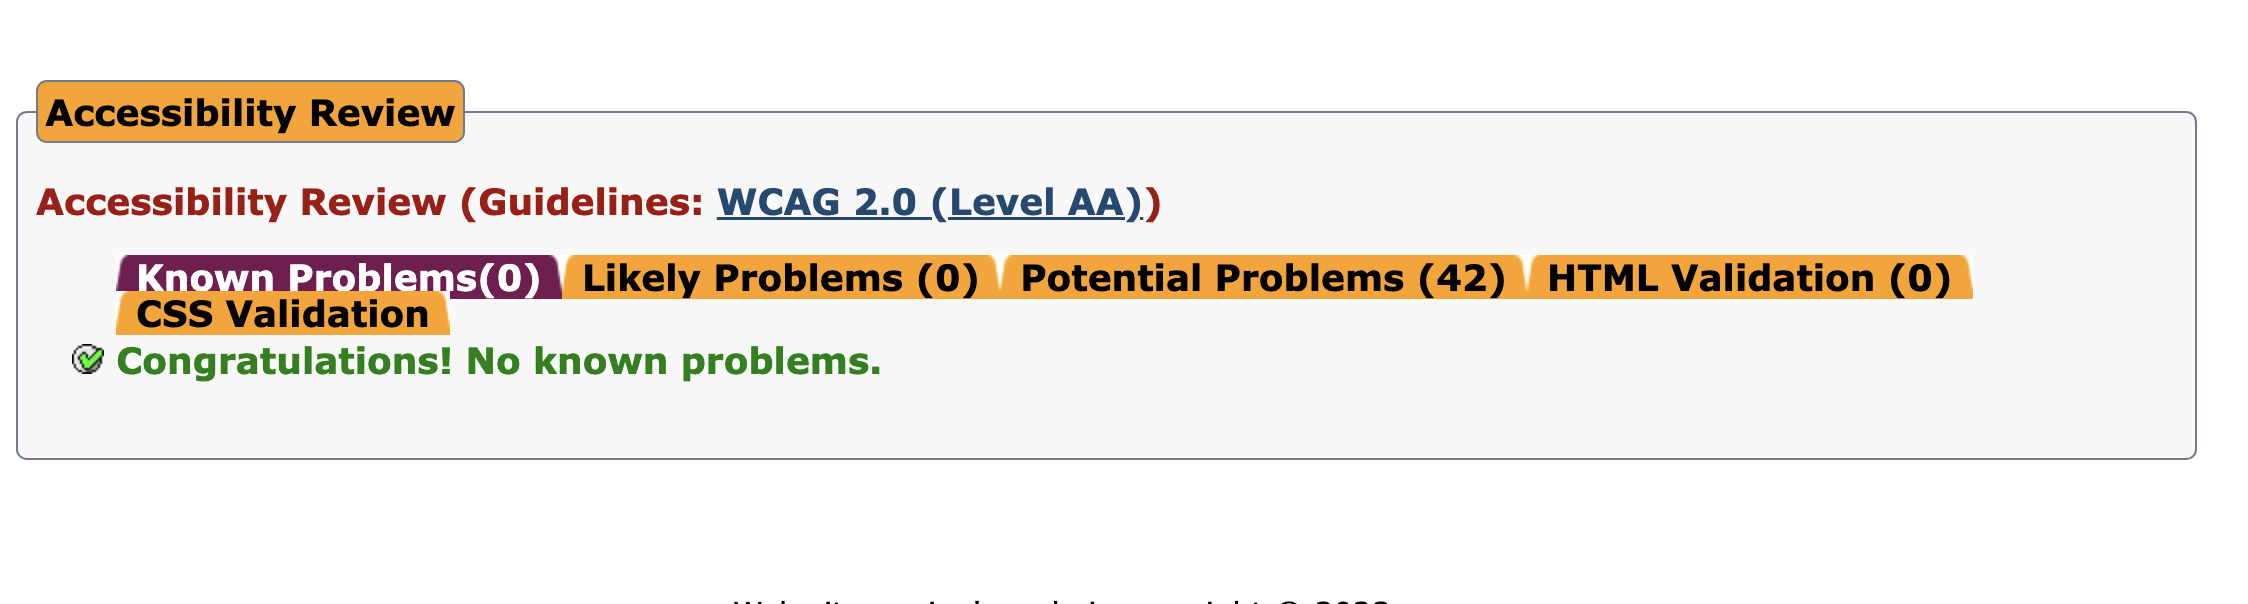 Accessibility Review
Accessibility Review (Guidelines: WCAG 2.0 (Level AA))
Known Problems(0) Likely Problems (0) Potential Problems (42) HTML Validation (0)
CSS Validation
Congratulations! No known problems.